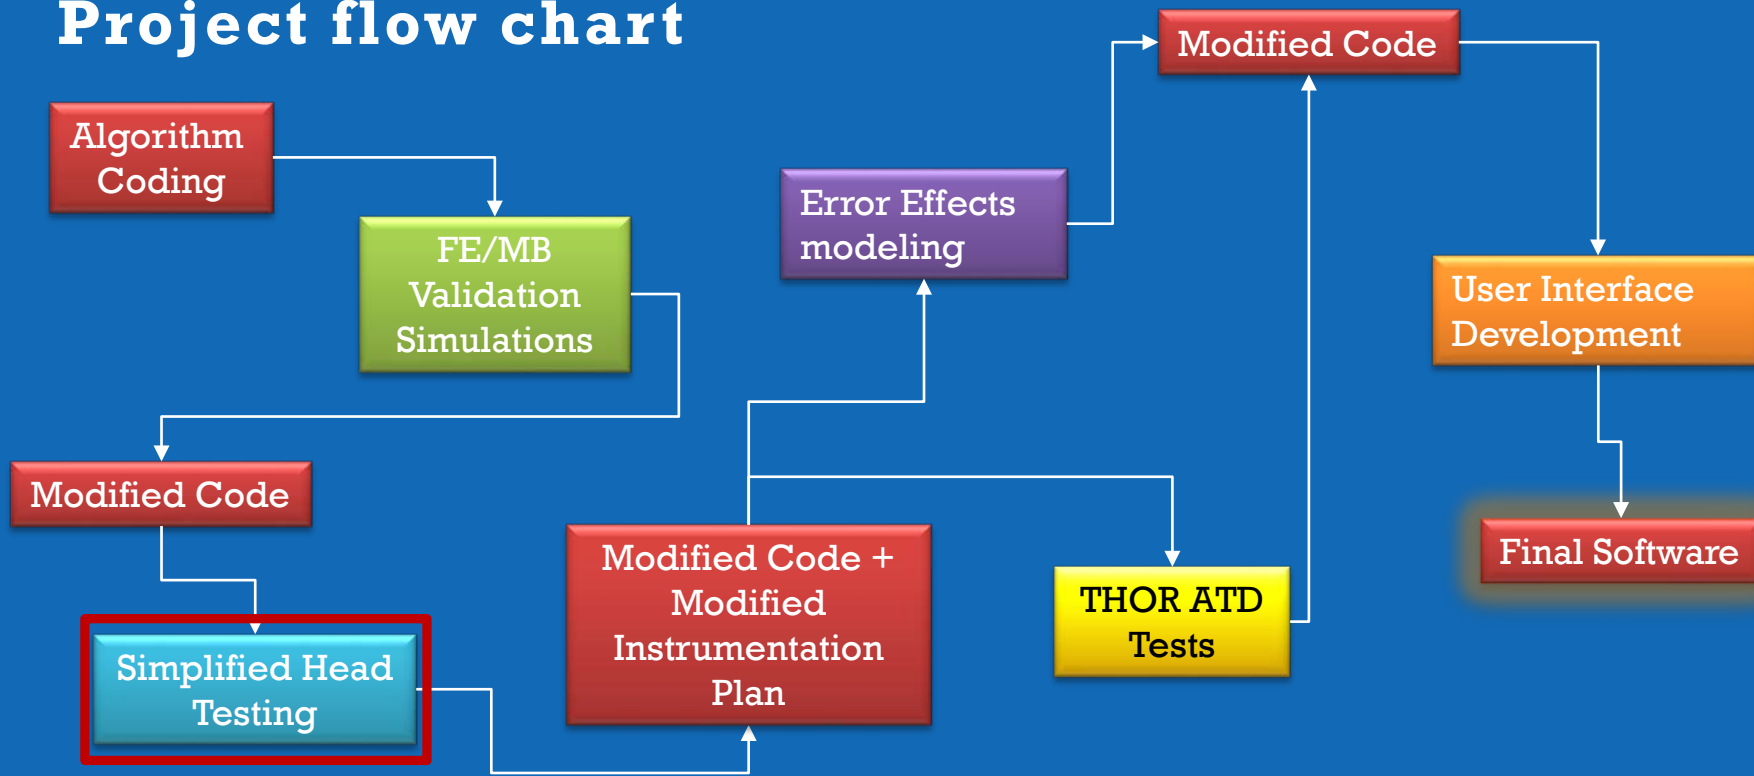 Project flow chart
Algorithm
Coding
FE/MB
Validation
Simulations
Modified Code
Simplified Head
Testing
Modified Code +
Modified
Instrumentation
Plan
Error Effects
modeling
THOR ATD
Tests
Modified Code
User Interface
Development
Final Software